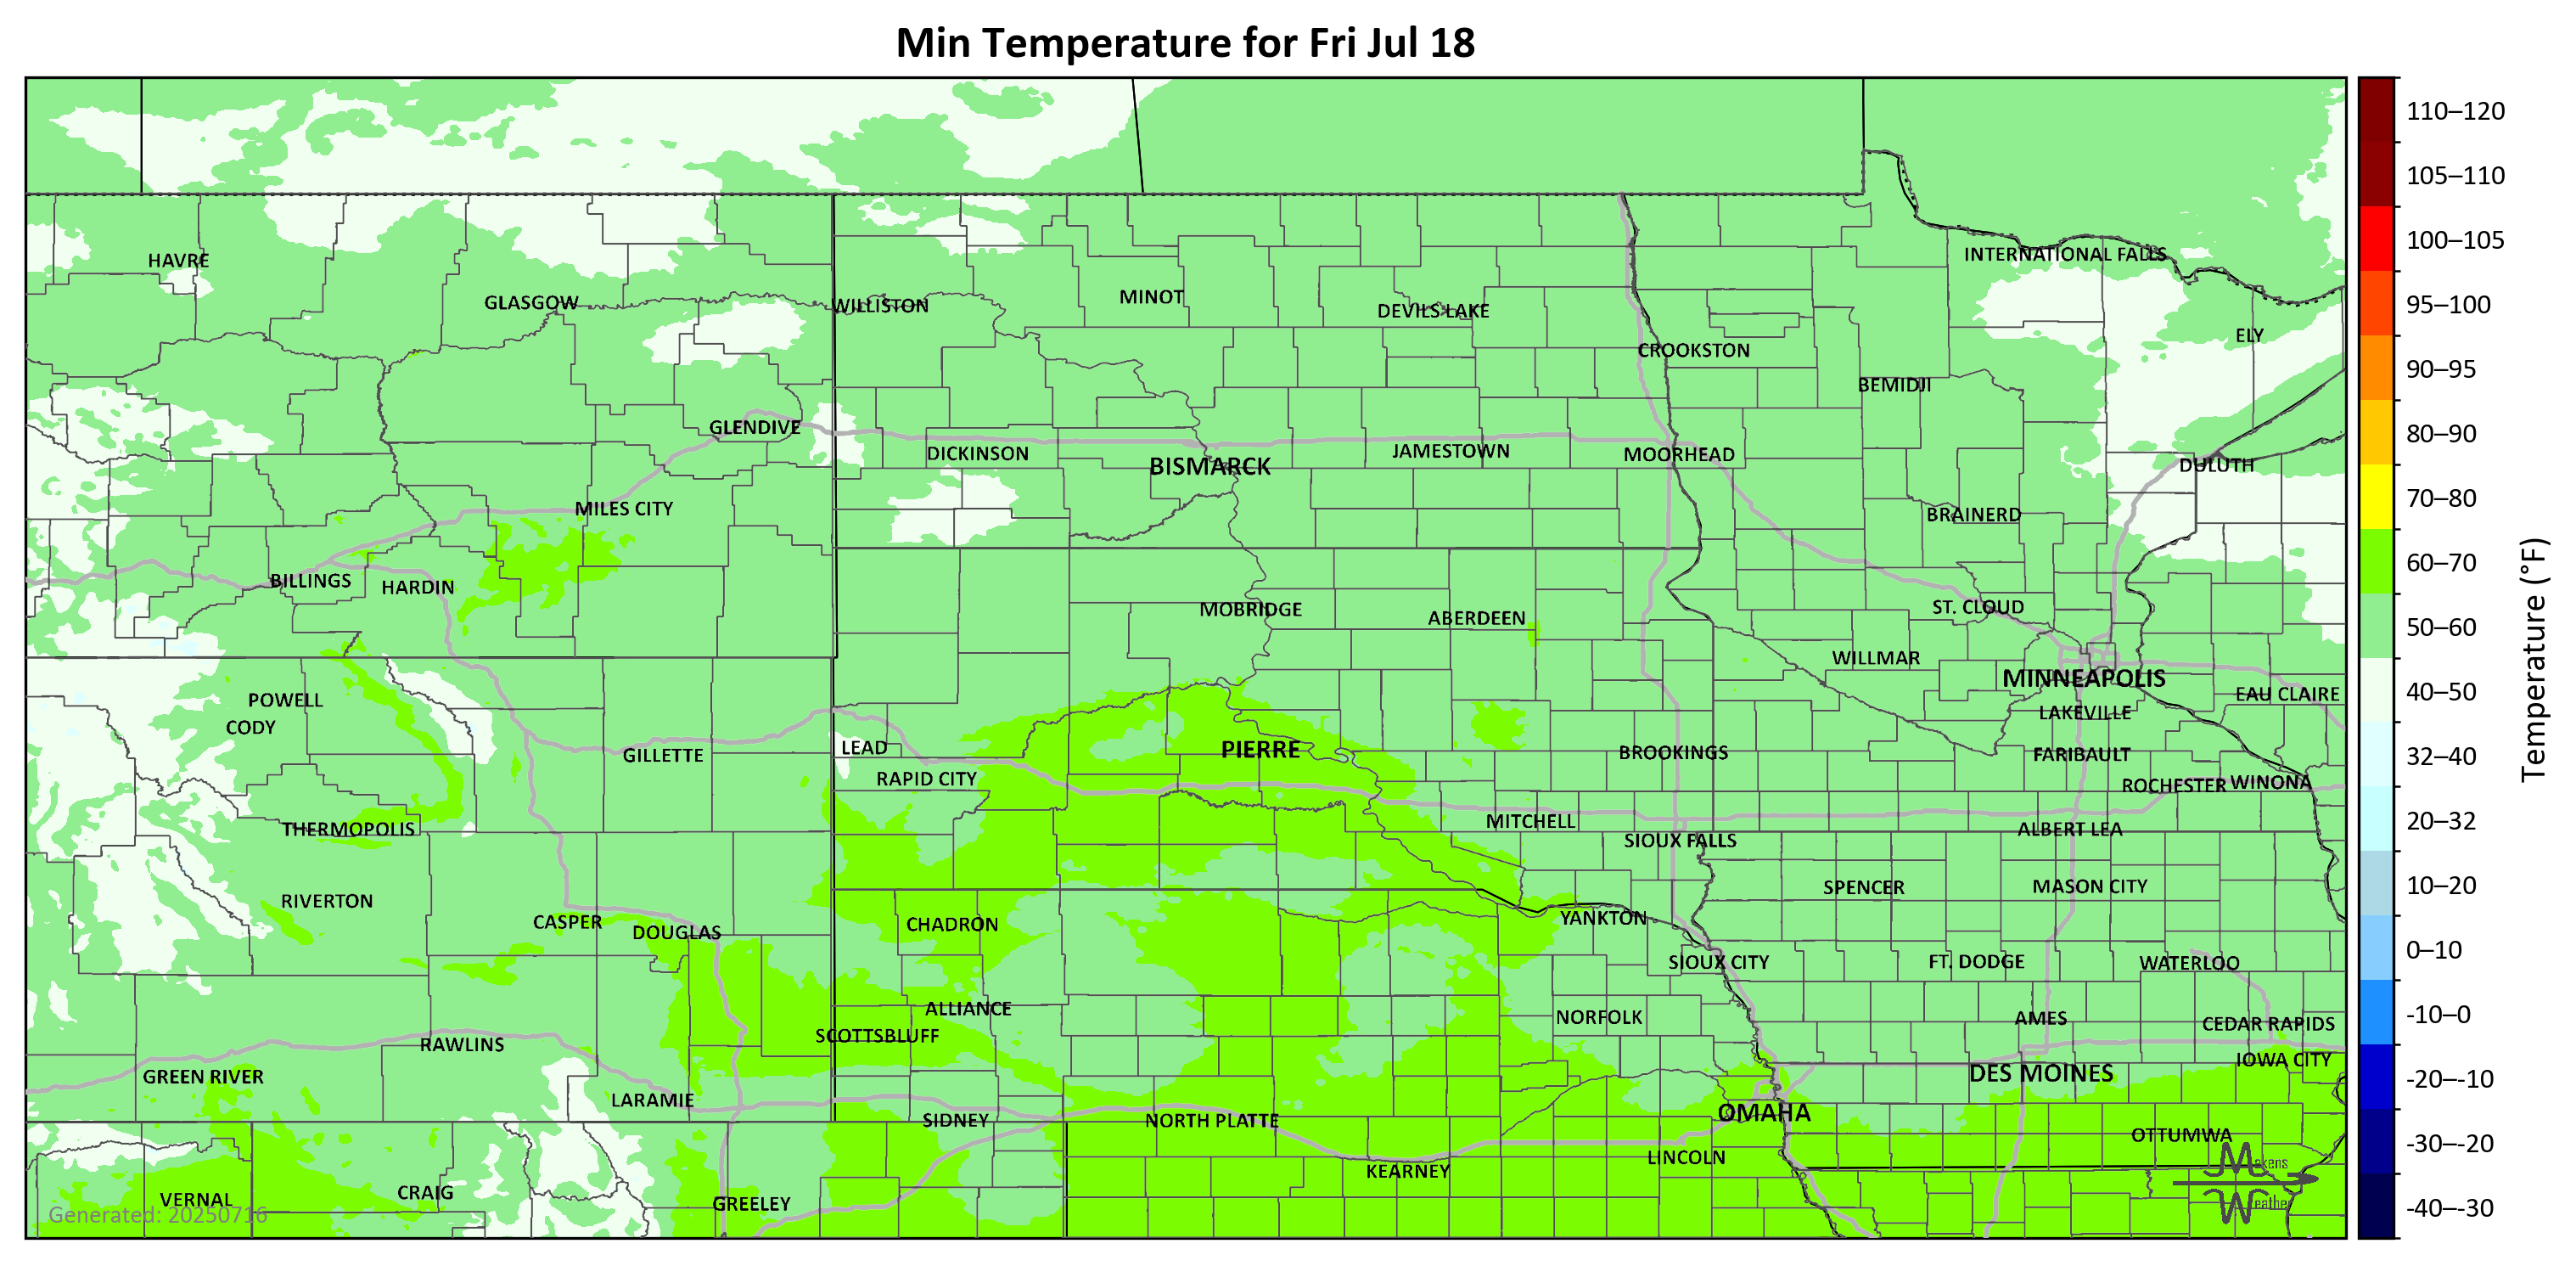 Min Temperature for Fri Jul 18
110–120
105–110
100–105
95–100
90–95
80–90
70–80
60–70
50–60
40–50
32–40
20–32
10–20
0–10
-10–0
-20–-10
-30–-20
-40–-30
Temperature (°F)
HAVRE
INTERNATIONAL FALLS
GLASGOW
WILLISTON
MINOT
DEVILS LAKE
ELY
CROOKSTON
BEMIDJI
GLENDIVE
DICKINSON
BISMARCK
JAMESTOWN
MOORHEAD
DULUTH
MILES CITY
BRAINERD
BILLINGS
HARDIN
MOBRIDGE
ABERDEEN
ST. CLOUD
WILLMAR
MINNEAPOLIS
POWELL
EAU CLAIRE
CODY
LAKEVILLE
GILLETTE
LEAD
PIERRE
BROOKINGS
FARIBAULT
RAPID CITY
ROCHESTER
WINONA
THERMOPOLIS
MITCHELL
SIOUX FALLS
ALBERT LEA
RIVERTON
SPENCER
MASON CITY
CASPER
DOUGLAS
CHADRON
YANKTON
SIOUX CITY
FT. DODGE
WATERLOO
ALLIANCE
NORFOLK
AMES
CEDAR RAPIDS
RAWLINS
SCOTTSBLUFF
IOWA CITY
GREEN RIVER
DES MOINES
LARAMIE
SIDNEY
NORTH PLATTE
OMAHA
OTTUMWA
KEARNEY
LINCOLN
VERNAL
CRAIG
GREELEY
Generated: 20250716
Makens
Weather